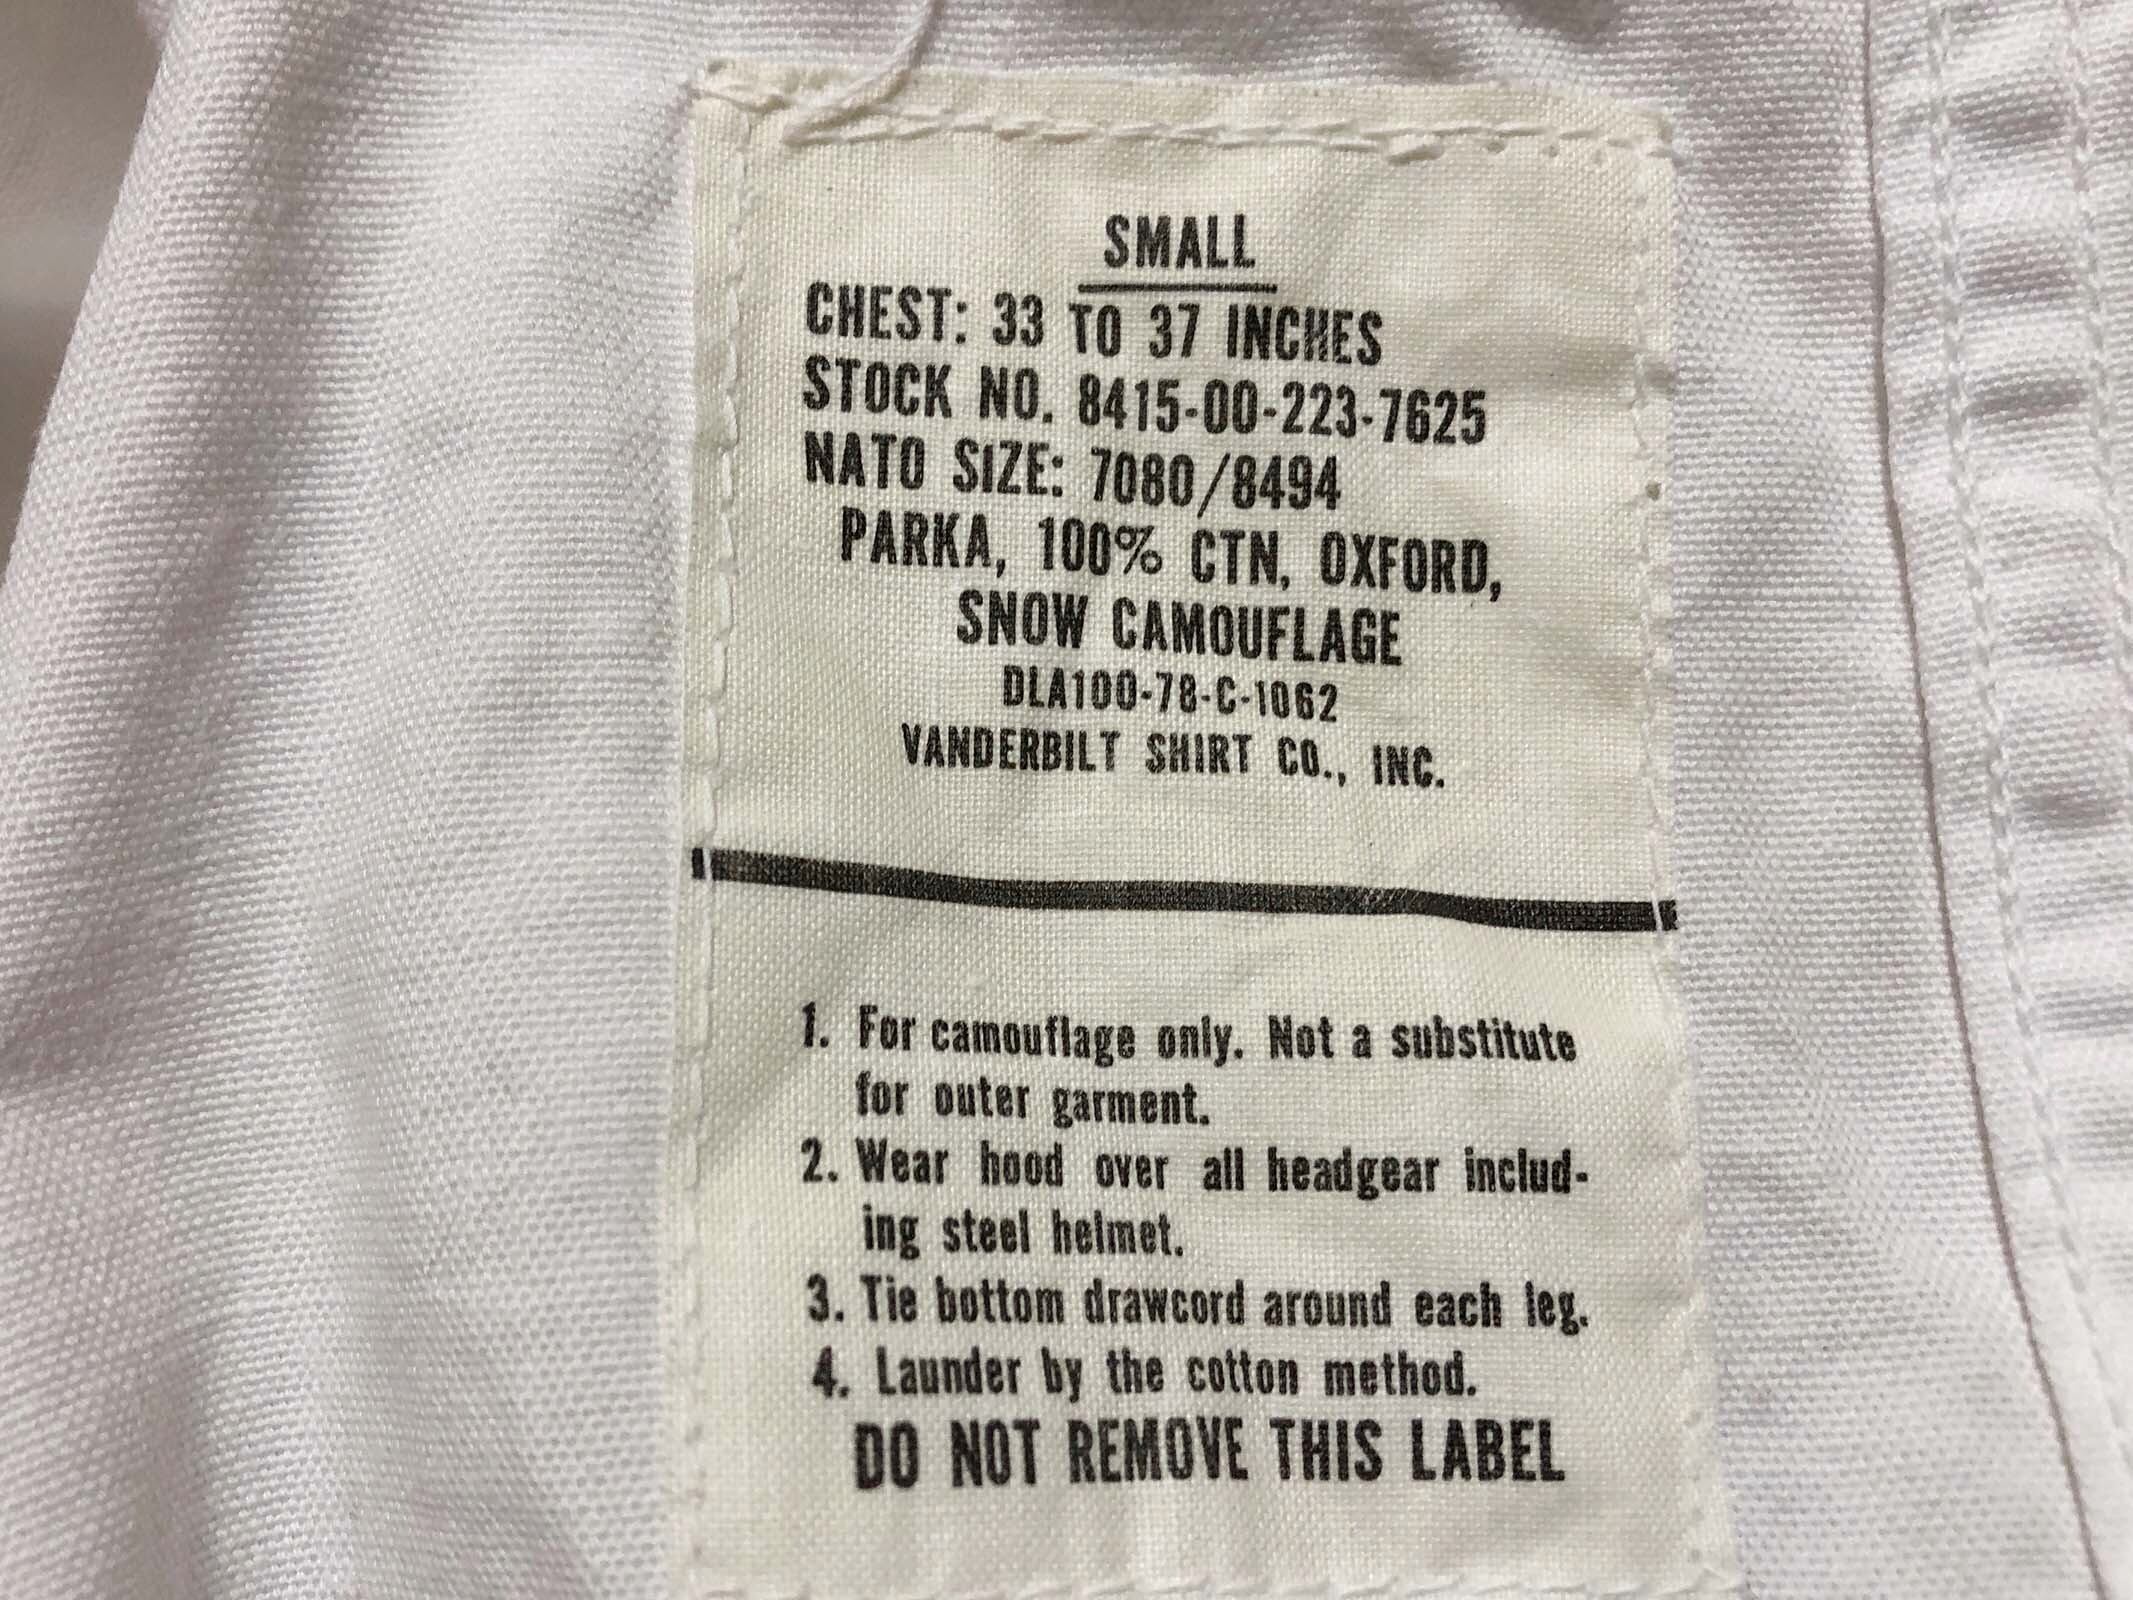 SMALL
CHEST: 33 TO 37 INCHES
STOCK NO. 8415-00-223-7625
NATO SIZE: 7080/8494
PARKA, 100% CTN, OXFORD,
SNOW CAMOUFLAGE
DLA100-78-C-1062
VANDERBILT SHIRT CO., INC.
1. For camouflage only. Not a substitute
for outer garment.
2. Wear hood over all headgear includ-
ing steel helmet.
3. Tie bottom drawcord around each leg.
4. Launder by the cotton method.
DO NOT REMOVE THIS LABEL